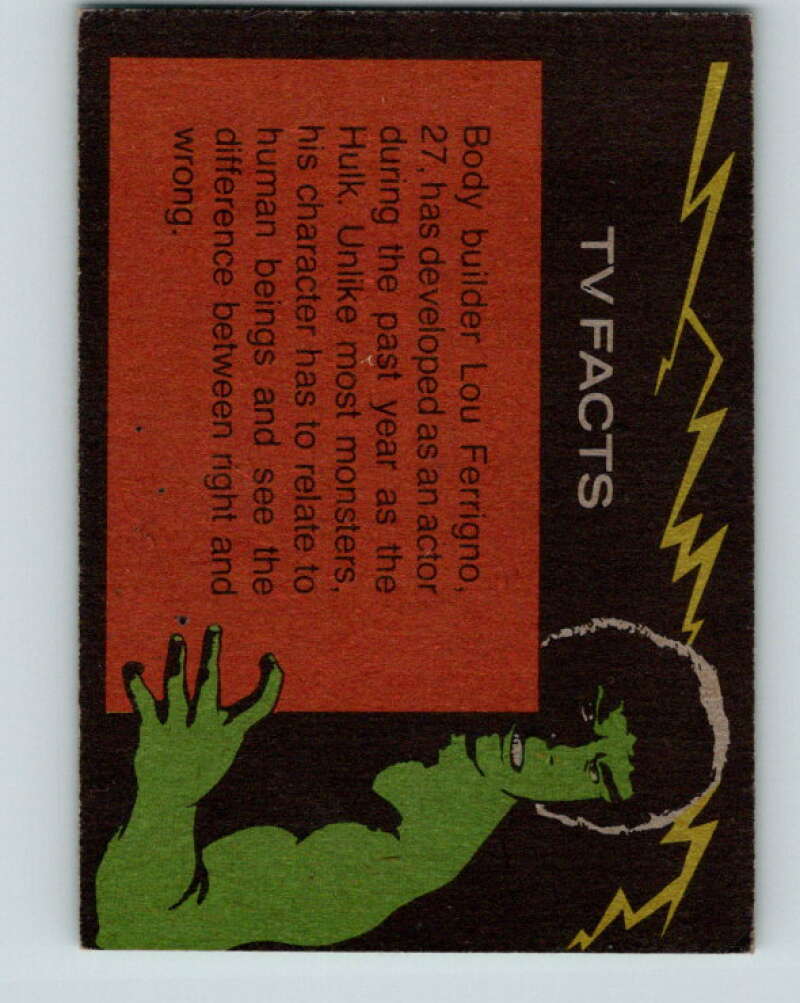 TV FACTS
Body builder Lou Ferrigno,
27, has developed as an actor
during the past year as the
Hulk. Unlike most monsters,
his character has to relate to
human beings and see the
difference between right and
wrong.